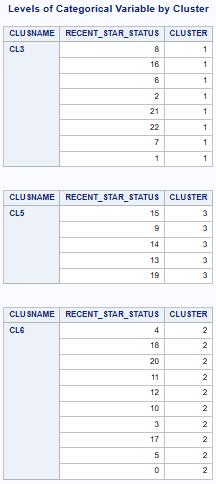 Levels of Categorical Variable by Cluster
CLUSNAME RECENT_STAR_STATUS CLUSTER
CL3 8 1
16 1
6 1
2 1
21 1
22 1
7 1
1 1
CLUSNAME RECENT_STAR_STATUS CLUSTER
CL5 15 3
9 3
14 3
13 3
19 3
CLUSNAME RECENT_STAR_STATUS CLUSTER
CL6 4 2
18 2
20 2
11 2
12 2
10 2
3 2
17 2
5 2
0 2